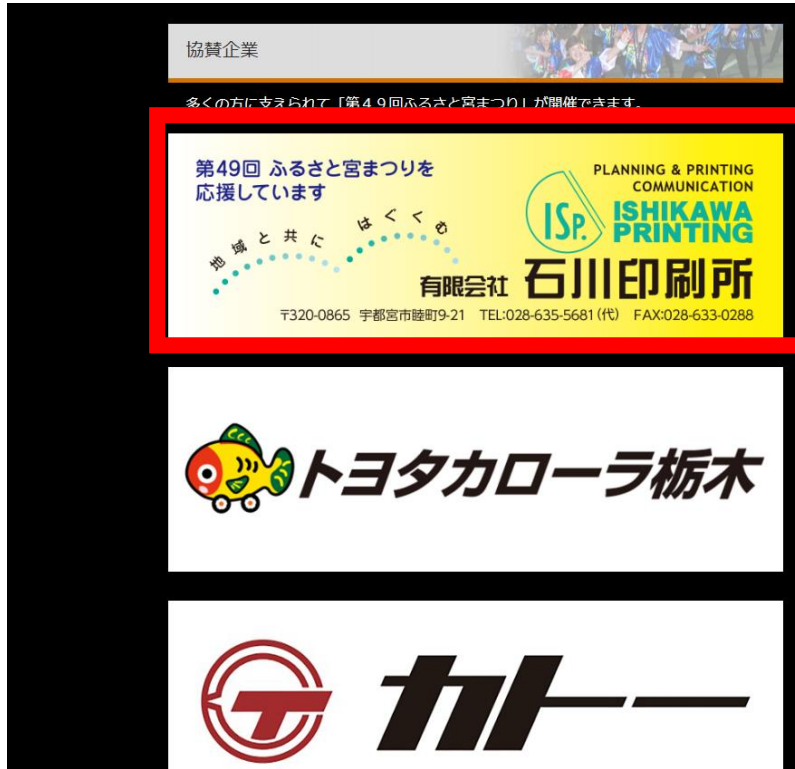 協賛企業
多くの方に支えられて「第４９回ふるさと宮まつり」が開催できます。
第49回 ふるさと宮まつりを
応援しています
地域と共に はぐくむ
PLANNING & PRINTING
COMMUNICATION
ISP.
ISHIKAWA
PRINTING
有限会社 石川印刷所
〒320-0865 宇都宮市睦町9-21 TEL:028-635-5681(代) FAX:028-633-0288
トヨタカローラ栃木
カトー